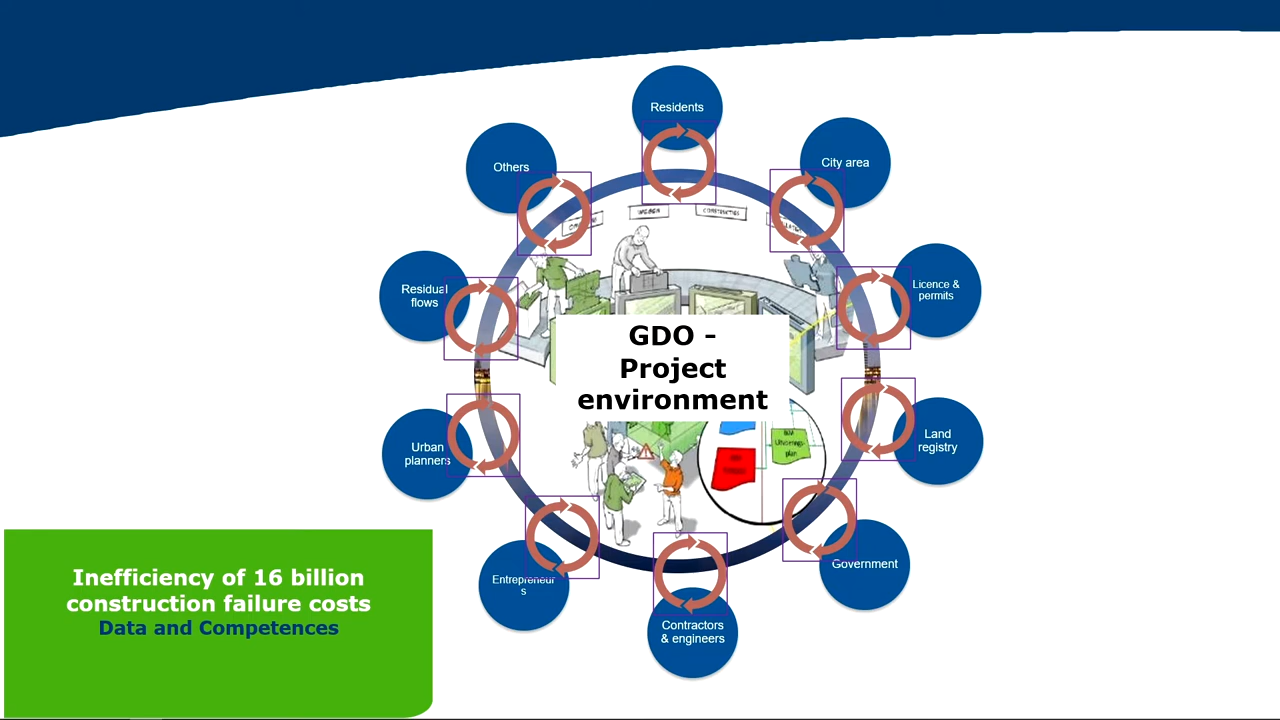 Residents
City area
Others
Licence &
permits
Residual
flows
GDO -
Project
environment
Land
registry
Urban
planners
Government
Entrepreneur
s
Contractors
& engineers
Inefficiency of 16 billion
construction failure costs
Data and Competences